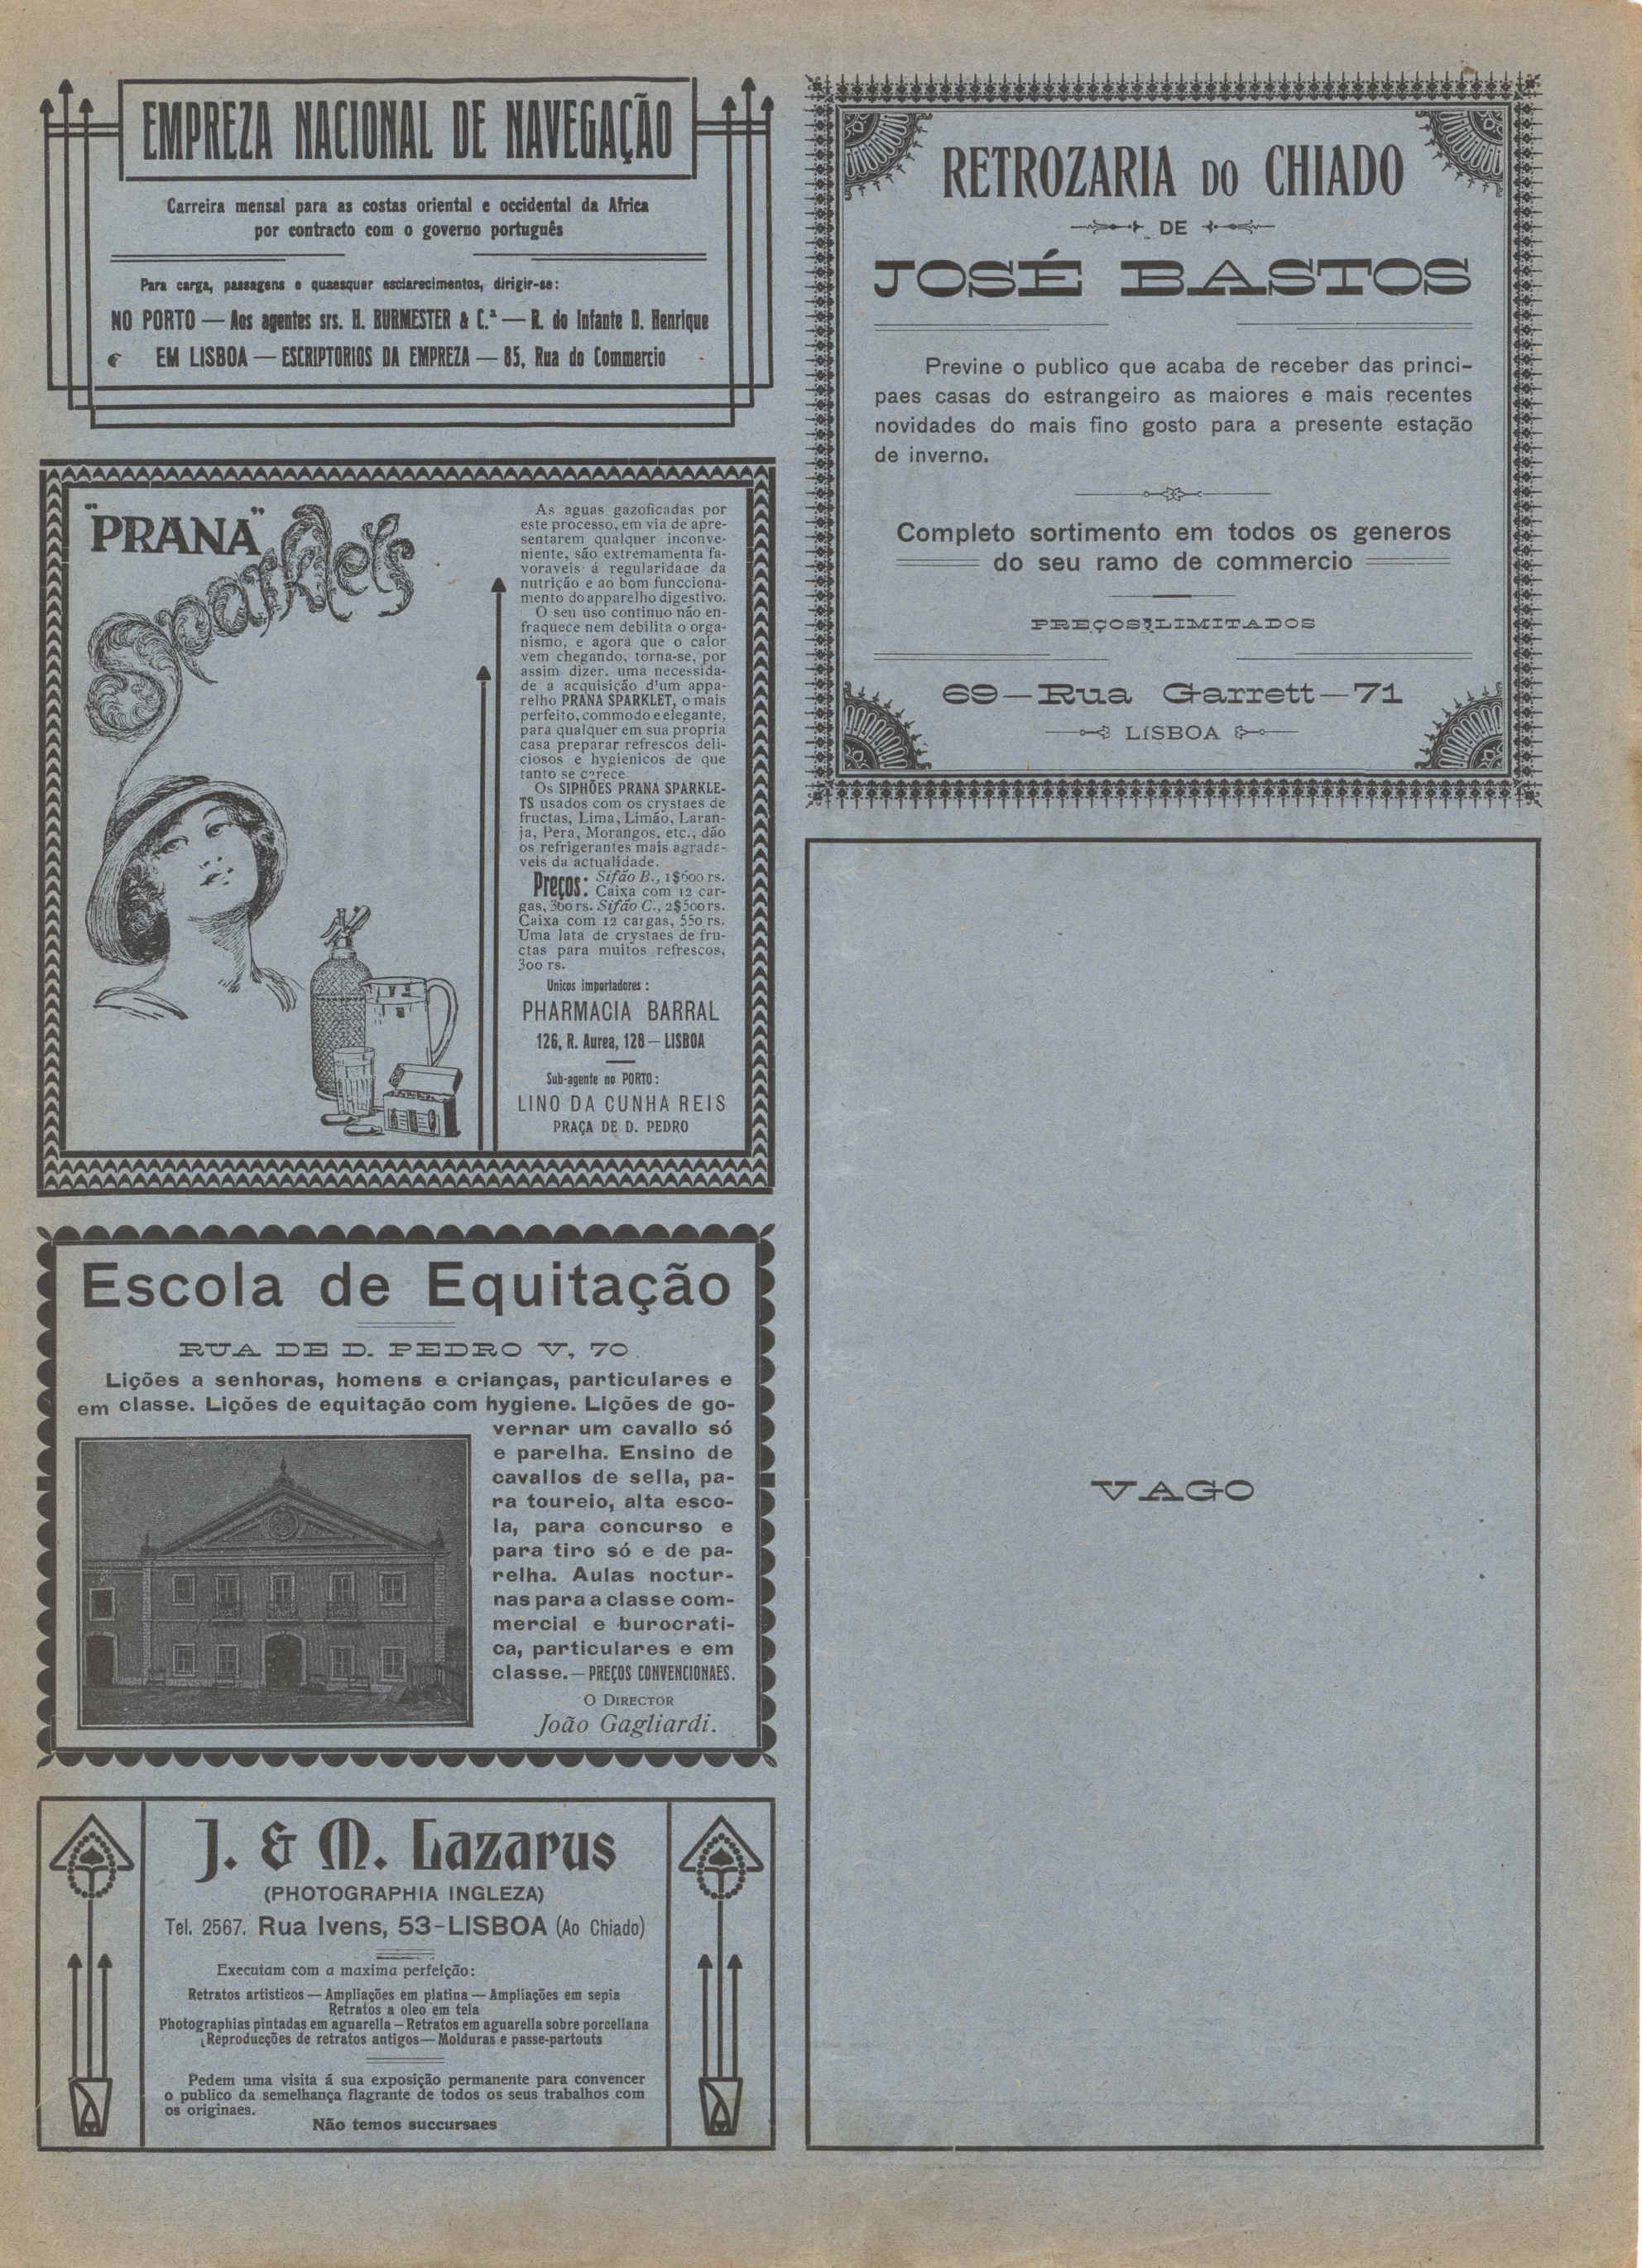 EMPREZA NACIONAL DE NAVEGAÇÃO
Carreira mensal para as costas oriental e occidental da Africa
por contracto com o governo português
Para carga, passagens e quaesquer esclarecimentos, dirigir-se:
NO PORTO — Aos agentes srs. H. BURMESTER & C.ª — R. do Infante D. Henrique
EM LISBOA — ESCRIPTORIOS DA EMPREZA — 85, Rua do Commercio
"PRANA"
Sparklets
As aguas gazoficadas por
este processo, em via de apre-
sentarem qualquer inconve-
niente, são extremamenta fa-
voraveis á regularidade da
nutrição e ao bom funcciona-
mento do apparelho digestivo.
O seu uso continuo não en-
fraquece nem debilita o orga-
nismo, e agora que o calor
vem chegando, torna-se, por
assim dizer, uma necessida-
de a acquisição d'um appa-
relho PRANA SPARKLET, o mais
perfeito, commodo e elegante,
para qualquer em sua propria
casa preparar refrescos deli-
ciosos e hygienicos de que
tanto se carece
Os SIPHÕES PRANA SPARKLE-
TS usados com os crystaes de
fructas, Lima, Limão, Laran-
ja, Pera, Morangos, etc., dão
os refrigerantes mais agrada-
veis da actualidade.
Preços: Sifão B., 1$600 rs.
Caixa com 12 car-
gas, 360 rs. Sifão C., 2$500 rs.
Caixa com 12 cargas, 550 rs.
Uma lata de crystaes de fru-
ctas para muitos refrescos,
300 rs.
Unicos importadores:
PHARMACIA BARRAL
126, R. Aurea, 128 — LISBOA
Sub-agente no PORTO:
LINO DA CUNHA REIS
PRAÇA DE D. PEDRO
Escola de Equitação
RUA DE D. PEDRO V, 70
Lições a senhoras, homens e crianças, particulares e
em classe. Lições de equitação com hygiene. Lições de go-
vernar um cavallo só
e parelha. Ensino de
cavallos de sella, pa-
ra toureio, alta esco-
la, para concurso e
para tiro só e de pa-
relha. Aulas noctur-
nas para a classe com-
mercial e burocrati-
ca, particulares e em
classe. — PREÇOS CONVENCIONAES.
O DIRECTOR
João Gagliardi.
J. & M. Lazarus
(PHOTOGRAPHIA INGLEZA)
Tel. 2567. Rua Ivens, 53-LISBOA (Ao Chiado)
Executam com a maxima perfeição:
Retratos artisticos — Ampliações em platina — Ampliações em sepia
Retratos a oleo em tela
Photographias pintadas em aguarella — Retratos em aguarella sobre porcellana
Reproducções de retratos antigos — Molduras e passe-partouts
Pedem uma visita á sua exposição permanente para convencer
o publico da semelhança flagrante de todos os seus trabalhos com
os originaes.
Não temos succursaes
RETROZARIA DO CHIADO
DE
JOSÉ BASTOS
Previne o publico que acaba de receber das princi-
paes casas do estrangeiro as maiores e mais recentes
novidades do mais fino gosto para a presente estação
de inverno.
Completo sortimento em todos os generos
do seu ramo de commercio
PREÇOS LIMITADOS
69—Rua Garrett—71
LISBOA
VAGO